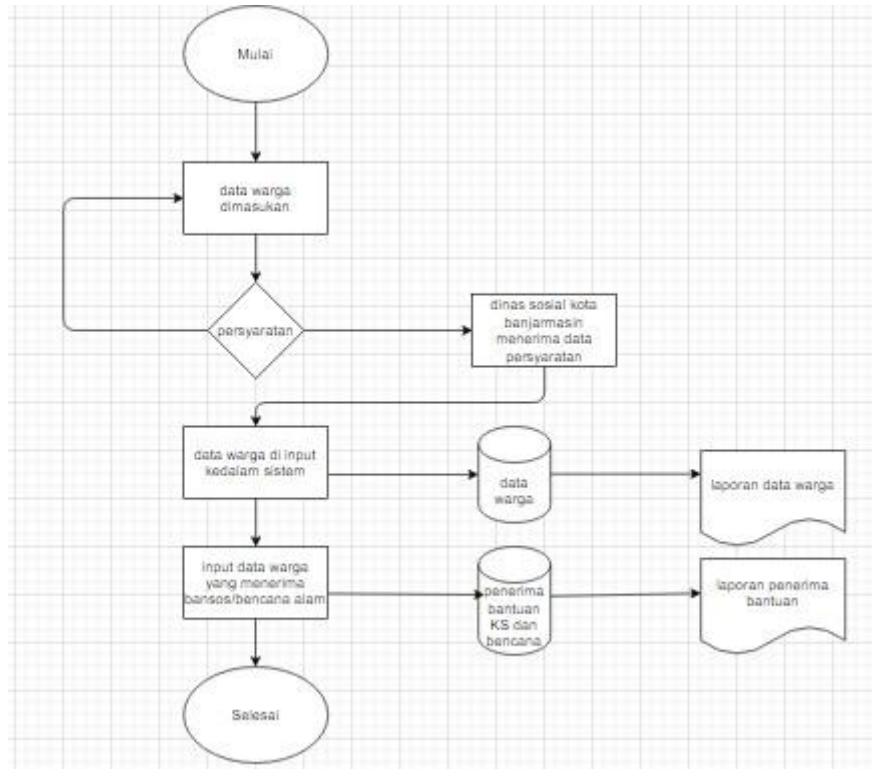 Mulai
data warga
dimasukan
persyaratan
dinas sosial kota
banjarmasin
menerima data
persyaratan
data warga di input
kedalam sistem
data
warga
laporan data warga
input data warga
yang menerima
bansos/bencana alam
penerima
bantuan
KS dan
bencana
laporan penerima
bantuan
Selesai